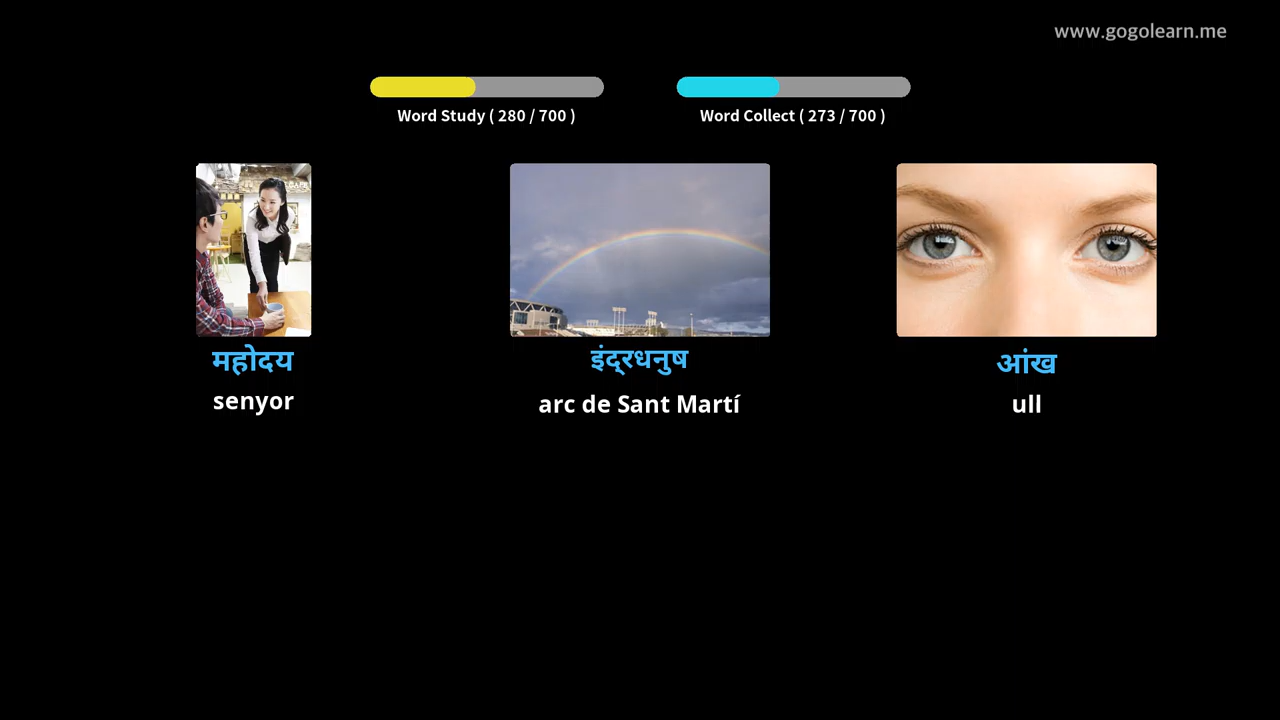 www.gogolearn.me
Word Study ( 280 / 700 )
Word Collect ( 273 / 700 )
महोदय
इंद्रधनुष
आंख
senyor
arc de Sant Martí
ull